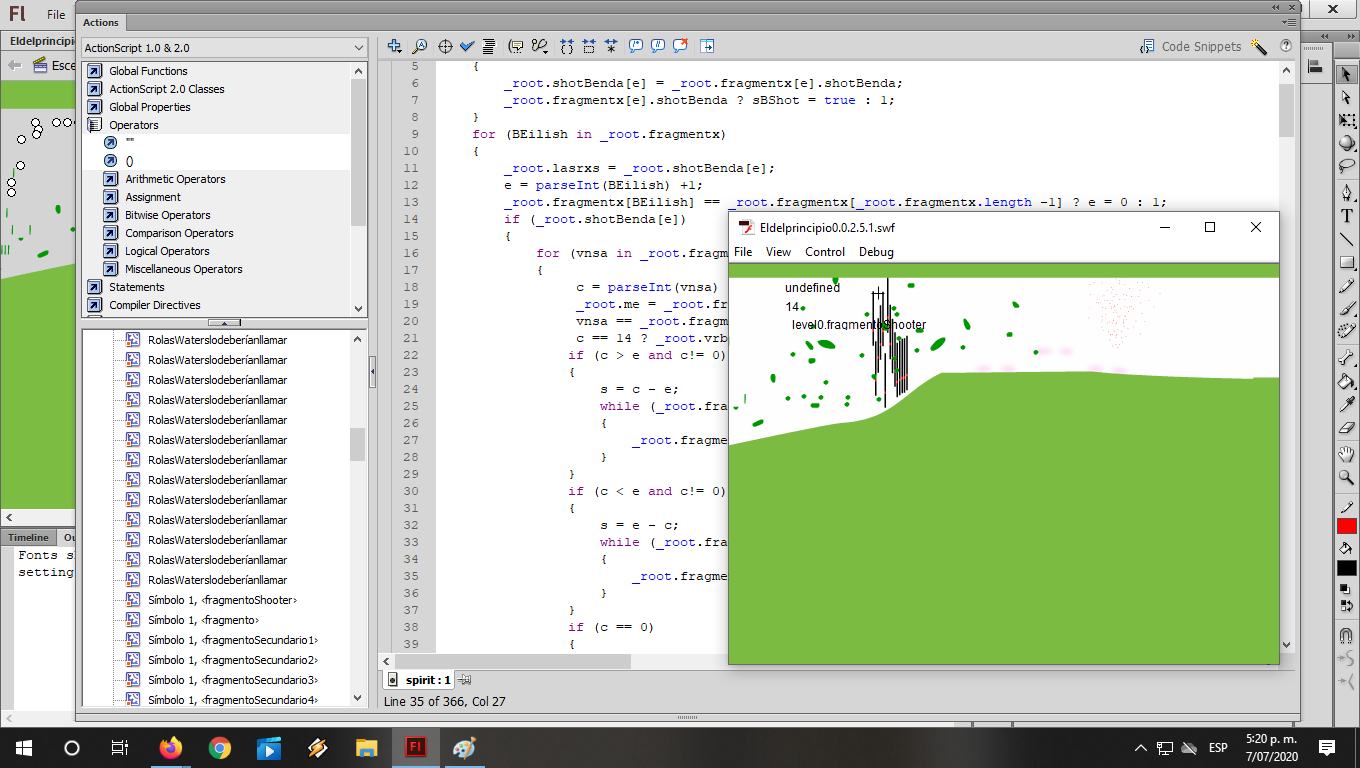 Fl
File
Actions
Eldelprincipio
Esce
ActionScript 1.0 & 2.0
Code Snippets
Global Functions
ActionScript 2.0 Classes
Global Properties
Operators
""
()
Arithmetic Operators
Assignment
Bitwise Operators
Comparison Operators
Logical Operators
Miscellaneous Operators
Statements
Compiler Directives
RolasWaterslodeberíanllamar
RolasWaterslodeberíanllamar
RolasWaterslodeberíanllamar
RolasWaterslodeberíanllamar
RolasWaterslodeberíanllamar
RolasWaterslodeberíanllamar
RolasWaterslodeberíanllamar
RolasWaterslodeberíanllamar
RolasWaterslodeberíanllamar
RolasWaterslodeberíanllamar
RolasWaterslodeberíanllamar
RolasWaterslodeberíanllamar
RolasWaterslodeberíanllamar
Símbolo 1, <fragmentoShooter>
Símbolo 1, <fragmento>
Símbolo 1, <fragmentoSecundario1>
Símbolo 1, <fragmentoSecundario2>
Símbolo 1, <fragmentoSecundario3>
Símbolo 1, <fragmentoSecundario4>
5 {
6 _root.shotBenda[e] = _root.fragmentx[e].shotBenda;
7 _root.fragmentx[e].shotBenda ? sBShot = true : 1;
8 }
9 for (BEilish in _root.fragmentx)
10 {
11 _root.lasrxs = _root.shotBenda[e];
12 e = parseInt(BEilish) +1;
13 _root.fragmentx[BEilish] == _root.fragmentx[_root.fragmentx.length -1] ? e = 0 : 1;
14 if (_root.shotBenda[e])
15 {
16 for (vnsa in _root.fragm
17 {
18 c = parseInt(vnsa)
19 _root.me = _root.fr
20 vnsa == _root.fragm
21 c == 14 ? _root.vrb
22 if (c > e and c!= 0)
23 {
24 s = c - e;
25 while (_root.fra
26 {
27 _root.fragme
28 }
29 }
30 if (c < e and c!= 0)
31 {
32 s = e - c;
33 while (_root.fra
34 {
35 _root.fragme
36 }
37 }
38 if (c == 0)
39 {
spirit : 1
Line 35 of 366, Col 27
Eldelprincipio0.0.2.5.1.swf
File View Control Debug
undefined
14
level0.fragmentoShooter
Timeline
Ou
Fonts s
setting
Fl
ESP
5:20 p. m.
7/07/2020